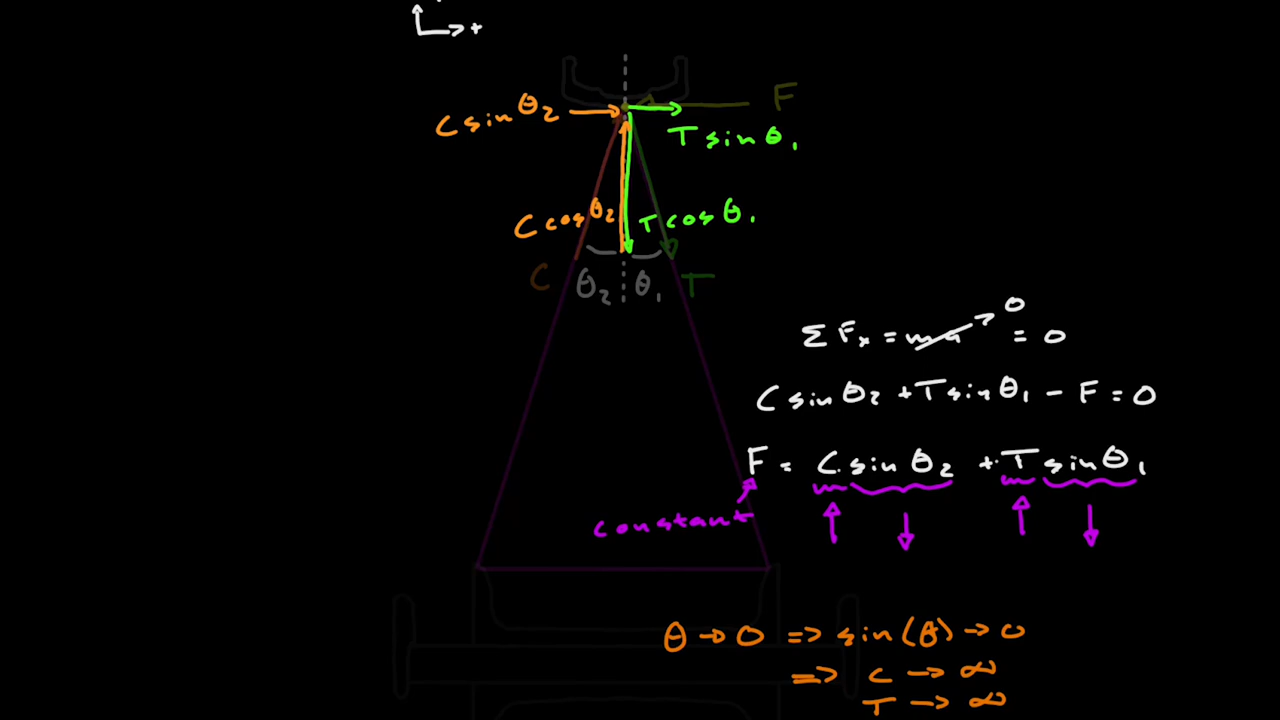 +
F
C sin θ₂
T sin θ₁
C cos θ₂
T cos θ₁
C θ₂ θ₁ T
Σ Fₓ = ma → 0 = 0
C sin θ₂ + T sin θ₁ - F = 0
F = C sin θ₂ + T sin θ₁
constant
θ → 0 => sin(θ) → 0
=> C → ∞
T → ∞